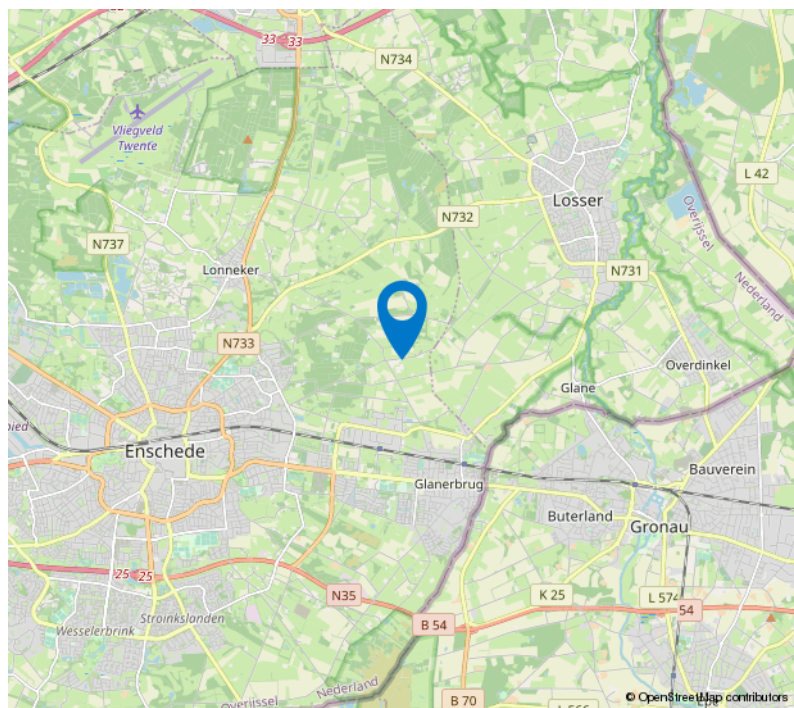 33
33
N734
Vliegveld
Twente
L 42
Losser
Overijssel
N732
N737
Lonneker
N731
Nederland
N733
Overdinkel
Glane
Enschede
Bauverein
Glanerbrug
Buterland
Gronau
25
25
N35
K 25
L 574
54
Stroinkslanden
Wesselerbrink
B 54
Nederland
Overijssel
B 70
© OpenStreetMap contributors